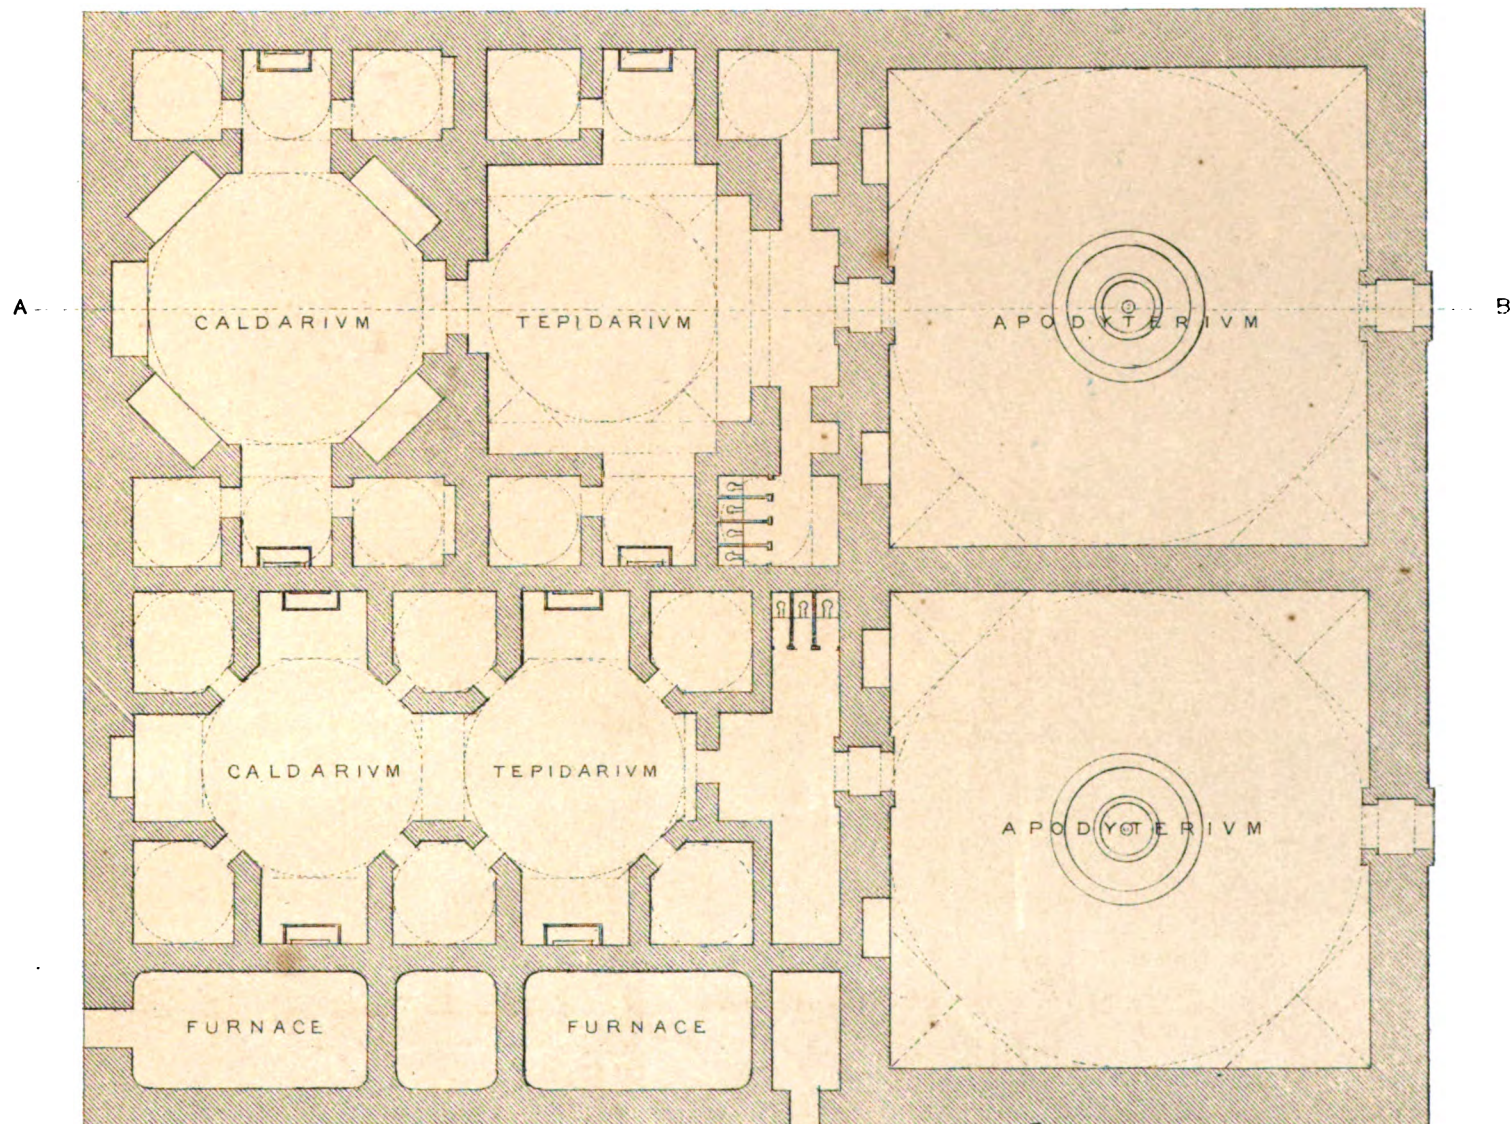 A
B
CALDARIVM
TEPIDARIVM
APODYTERIVM
CALDARIVM
TEPIDARIVM
APODYTERIVM
FURNACE
FURNACE